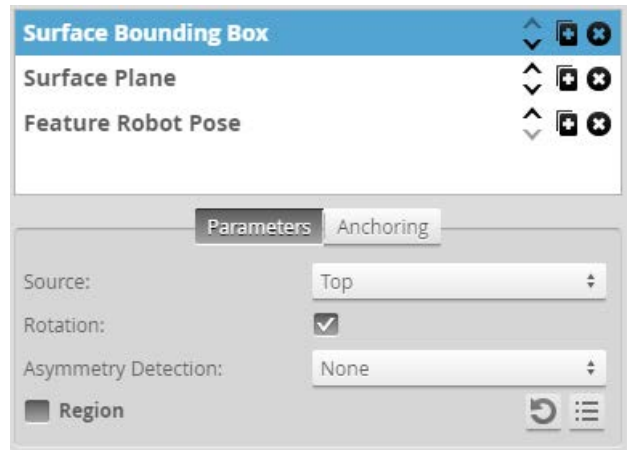 Surface Bounding Box
Surface Plane
Feature Robot Pose
Parameters Anchoring
Source: Top
Rotation:
Asymmetry Detection: None
Region